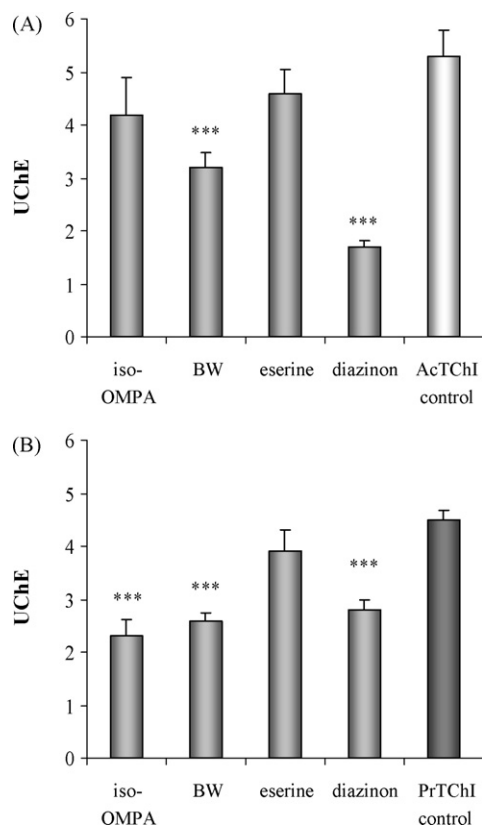 (A)
6
5
4
3
2
1
0
UChE
***
***
iso-
OMPA
BW
eserine
diazinon
AcTChI
control
(B)
6
5
4
3
2
1
0
UChE
***
***
***
iso-
OMPA
BW
eserine
diazinon
PrTChI
control